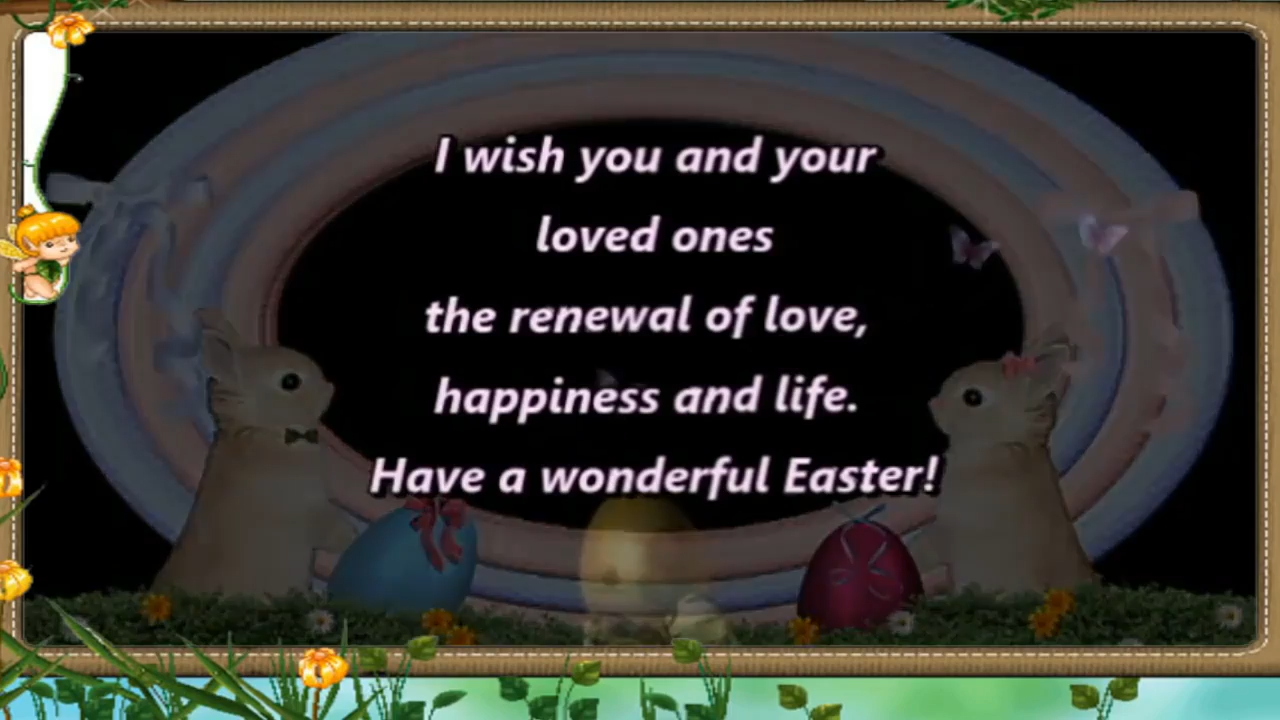 I wish you and your
loved ones
the renewal of love,
happiness and life.
Have a wonderful Easter!